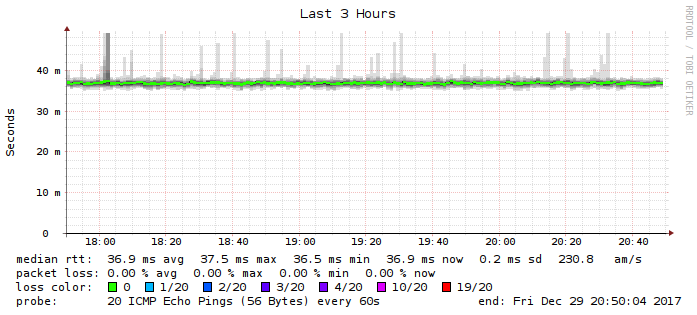 Last 3 Hours
RRDTOOL / TOBI OETIKER
Seconds
40 m
30 m
20 m
10 m
0
18:00 18:20 18:40 19:00 19:20 19:40 20:00 20:20 20:40
median rtt: 36.9 ms avg 37.5 ms max 36.5 ms min 36.9 ms now 0.2 ms sd 230.8 am/s
packet loss: 0.00 % avg 0.00 % max 0.00 % min 0.00 % now
loss color: 0 1/20 2/20 3/20 4/20 10/20 19/20
probe: 20 ICMP Echo Pings (56 Bytes) every 60s end: Fri Dec 29 20:50:04 2017